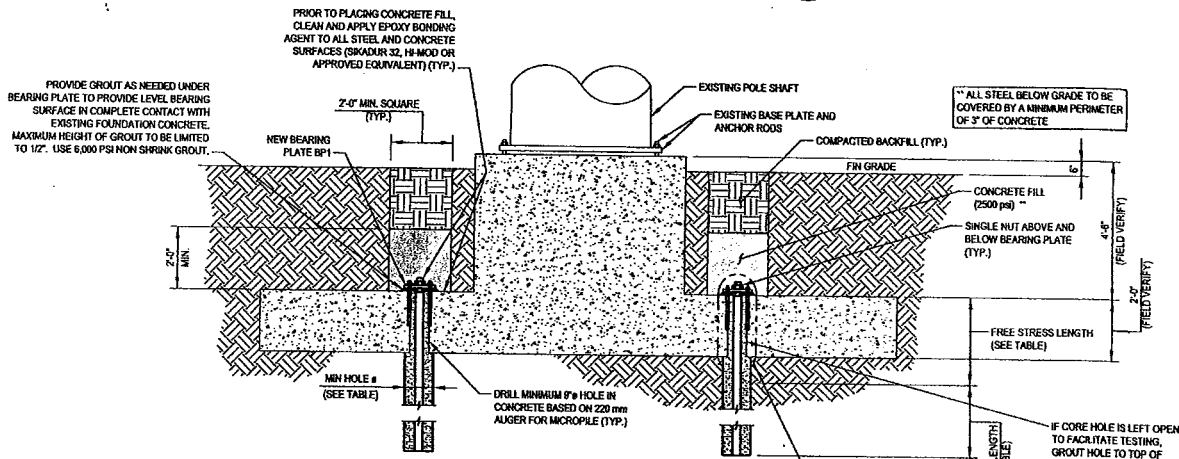 PRIOR TO PLACING CONCRETE FILL,
CLEAN AND APPLY EPOXY BONDING
AGENT TO ALL STEEL AND CONCRETE
SURFACES (SIKADUR 32, HI-MOD OR
APPROVED EQUIVALENT) (TYP.)
PROVIDE GROUT AS NEEDED UNDER
BEARING PLATE TO PROVIDE LEVEL BEARING
SURFACE IN COMPLETE CONTACT WITH
EXISTING FOUNDATION CONCRETE.
MAXIMUM HEIGHT OF GROUT TO BE LIMITED
TO 1/2". USE 6,000 PSI NON SHRINK GROUT.
2'-0" MIN. SQUARE
(TYP.)
NEW BEARING
PLATE BP1
EXISTING POLE SHAFT
EXISTING BASE PLATE AND
ANCHOR RODS
** ALL STEEL BELOW GRADE TO BE
COVERED BY A MINIMUM PERIMETER
OF 3" OF CONCRETE
COMPACTED BACKFILL (TYP.)
FIN GRADE
6"
CONCRETE FILL
(2500 psi) **
SINGLE NUT ABOVE AND
BELOW BEARING PLATE
(TYP.)
4'-6"
(FIELD VERIFY)
2'-0"
(FIELD VERIFY)
2'-0"
MIN.
FREE STRESS LENGTH
(SEE TABLE)
MIN HOLE ø
(SEE TABLE)
DRILL MINIMUM 9"ø HOLE IN
CONCRETE BASED ON 220 mm
AUGER FOR MICROPILE (TYP.)
IF CORE HOLE IS LEFT OPEN
TO FACILITATE TESTING,
GROUT HOLE TO TOP OF